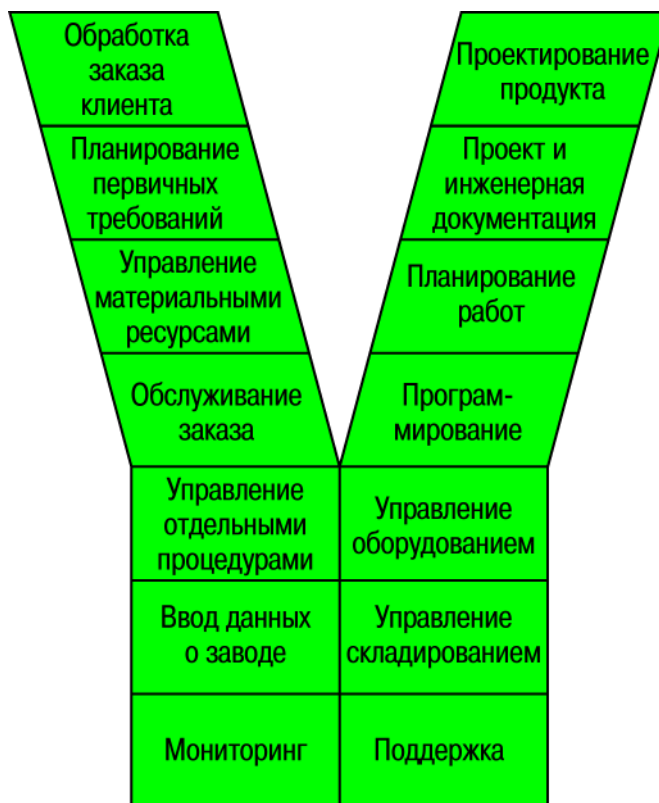 Обработка
заказа
клиента
Проектирование
продукта
Планирование
первичных
требований
Проект и
инженерная
документация
Управление
материальными
ресурсами
Планирование
работ
Обслуживание
заказа
Програм-
мирование
Управление
отдельными
процедурами
Управление
оборудованием
Ввод данных
о заводе
Управление
складированием
Мониторинг
Поддержка